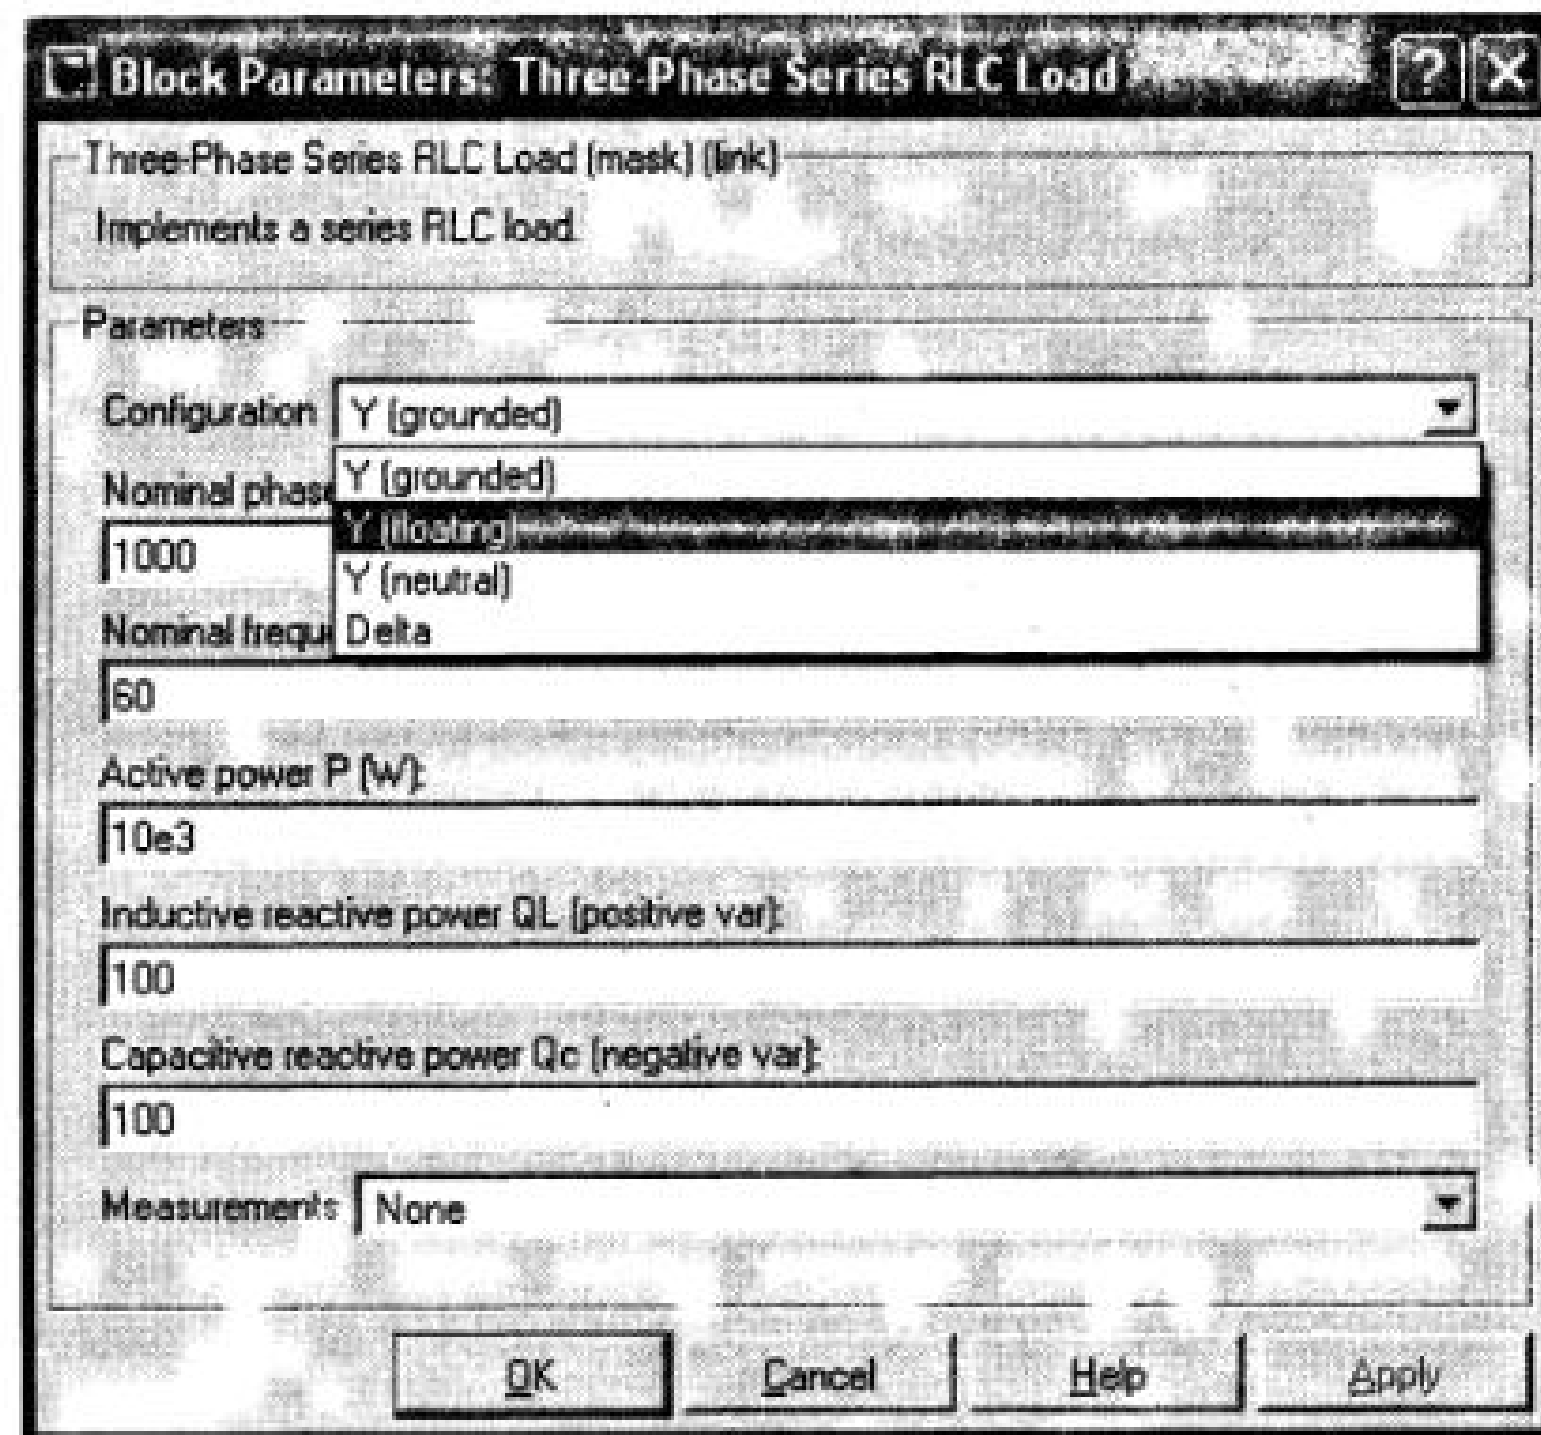 Block Parameters: Three-Phase Series RLC Load
Three-Phase Series RLC Load (mask) (link)
Implements a series RLC load.
Parameters
Configuration Y (grounded)
Y (grounded)
Nominal phase
Y (floating)
1000
Y (neutral)
Nominal frequ
Delta
60
Active power P (W):
10e3
Inductive reactive power QL (positive var):
100
Capacitive reactive power Qc (negative var):
100
Measurements None
OK Cancel Help Apply